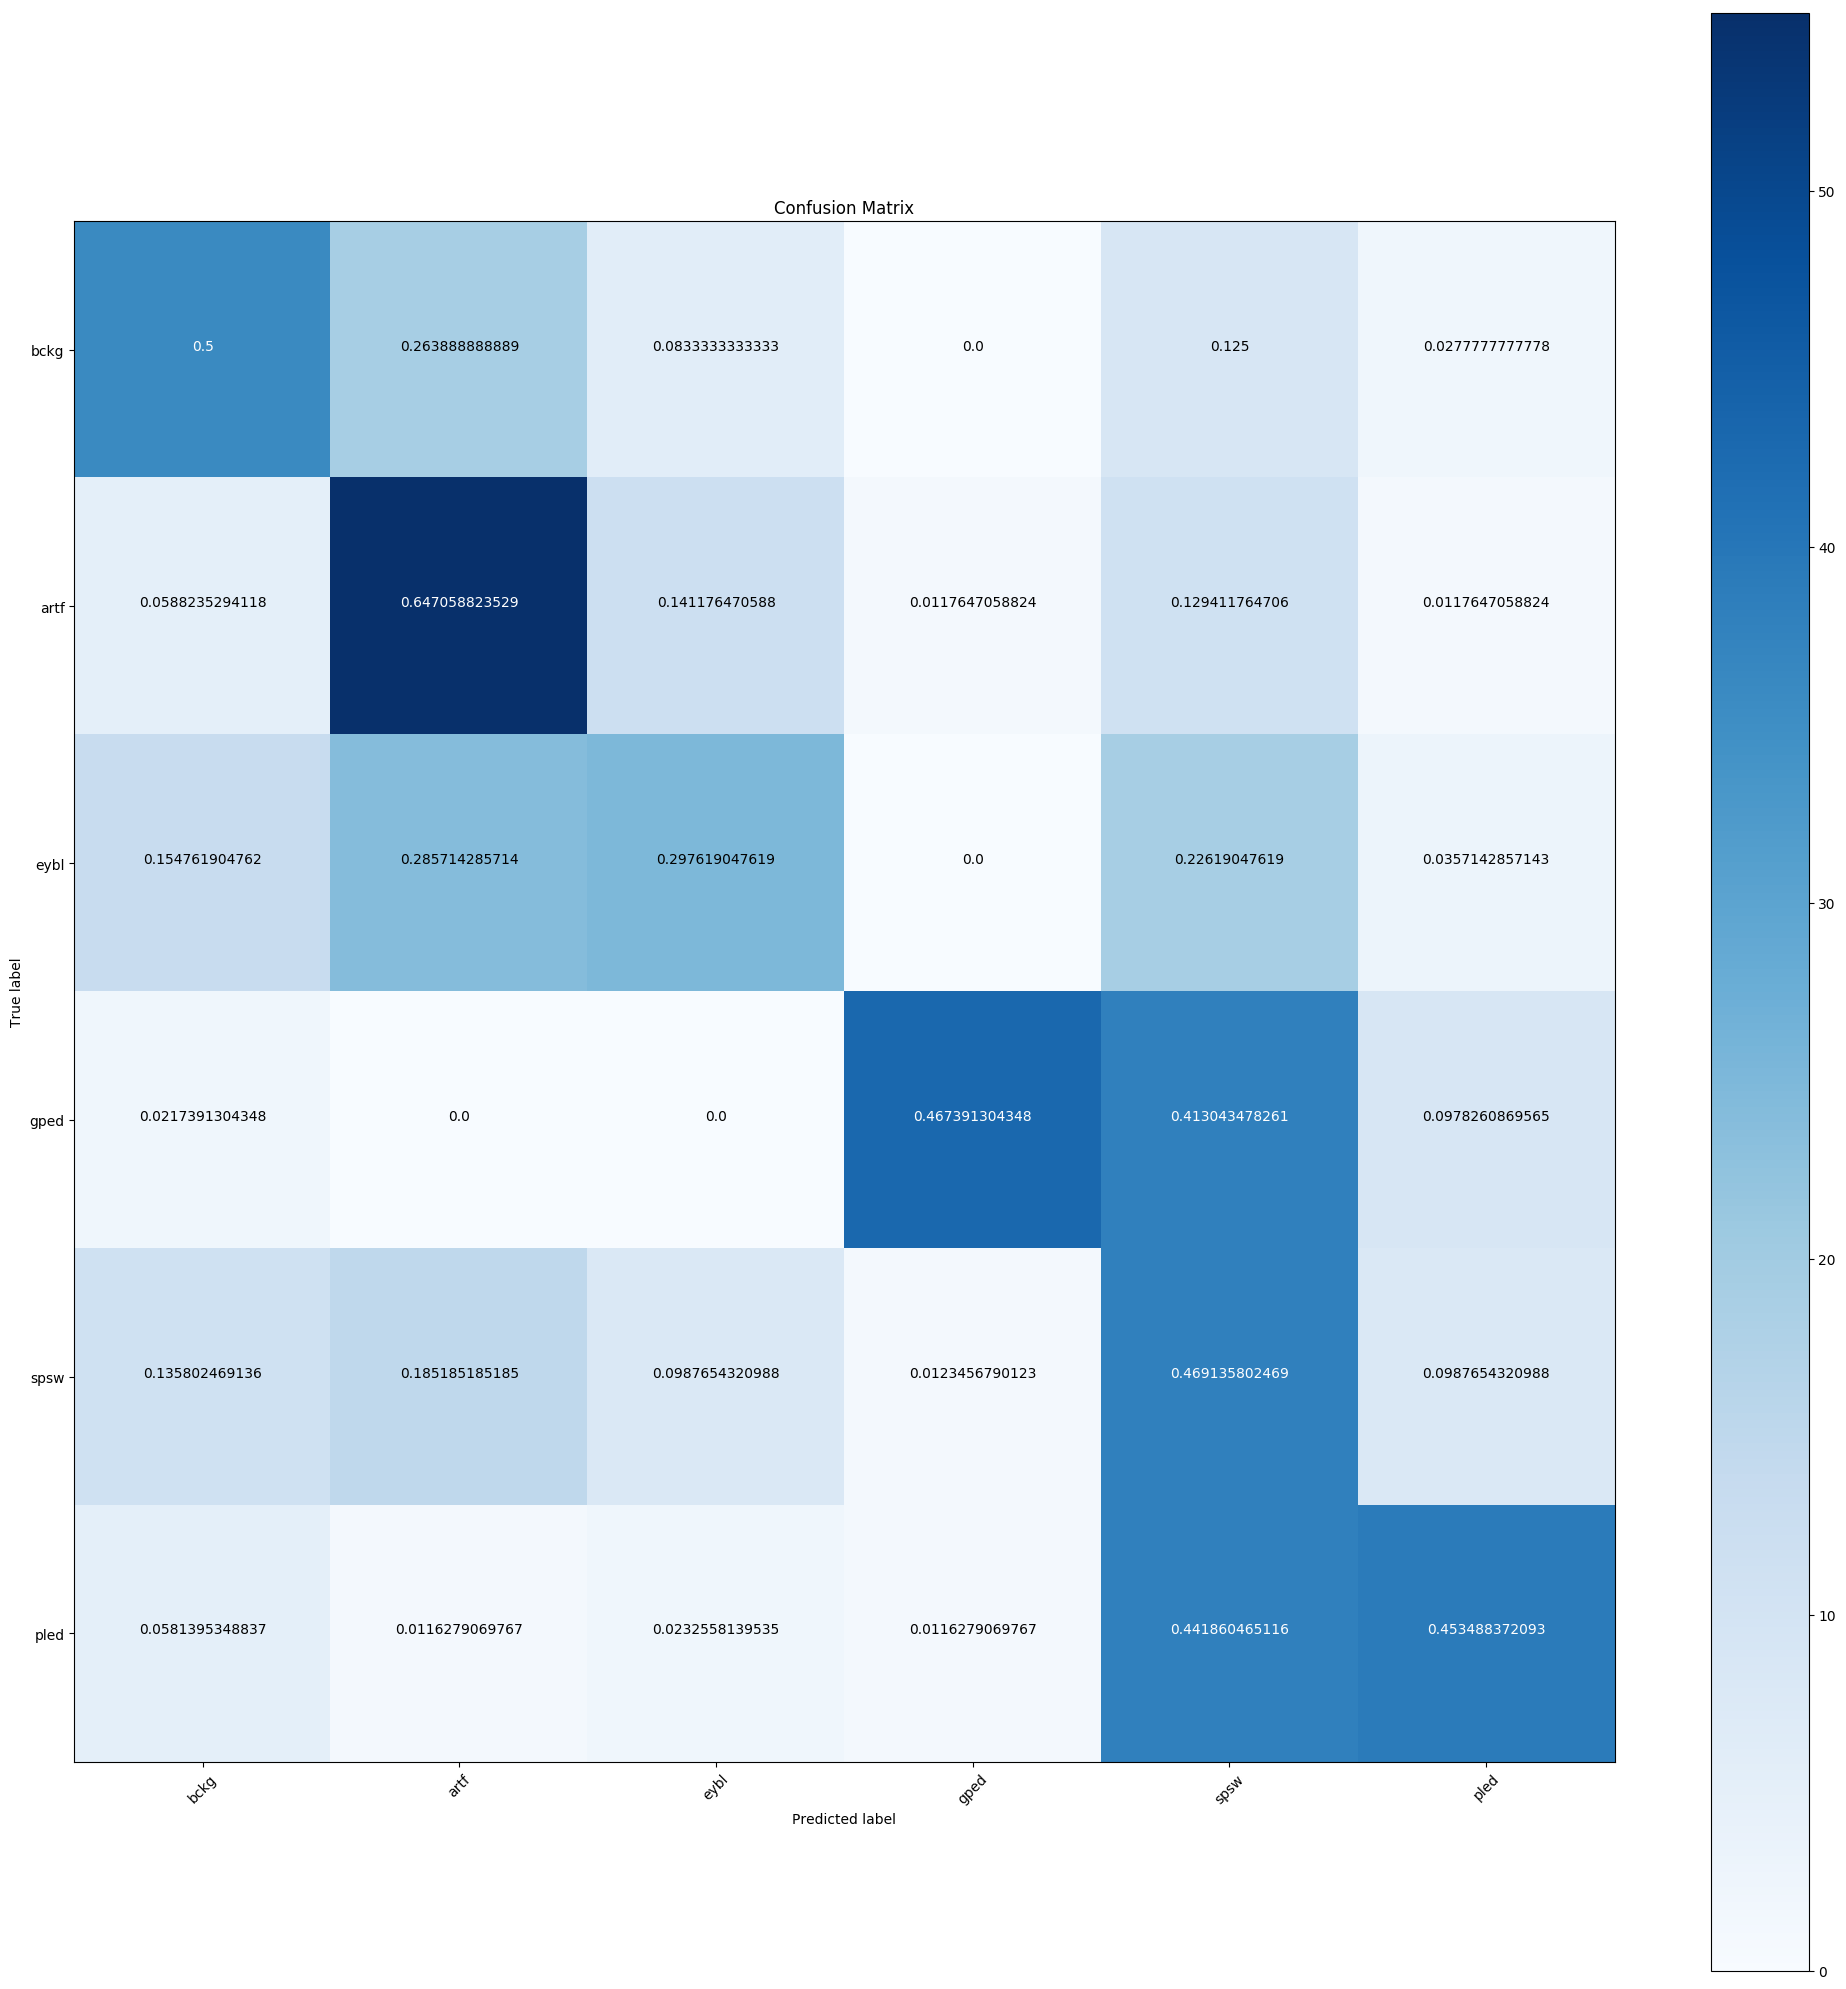 Confusion Matrix
bckg 0.5 0.263888888889 0.0833333333333 0.0 0.125 0.0277777777778
artf 0.0588235294118 0.647058823529 0.141176470588 0.0117647058824 0.129411764706 0.0117647058824
eybl 0.154761904762 0.285714285714 0.297619047619 0.0 0.22619047619 0.0357142857143
gped 0.0217391304348 0.0 0.0 0.467391304348 0.413043478261 0.0978260869565
spsw 0.135802469136 0.185185185185 0.0987654320988 0.0123456790123 0.469135802469 0.0987654320988
pled 0.0581395348837 0.0116279069767 0.0232558139535 0.0116279069767 0.441860465116 0.453488372093
bckg artf eybl gped spsw pled
Predicted label
True label
50
40
30
20
10
0